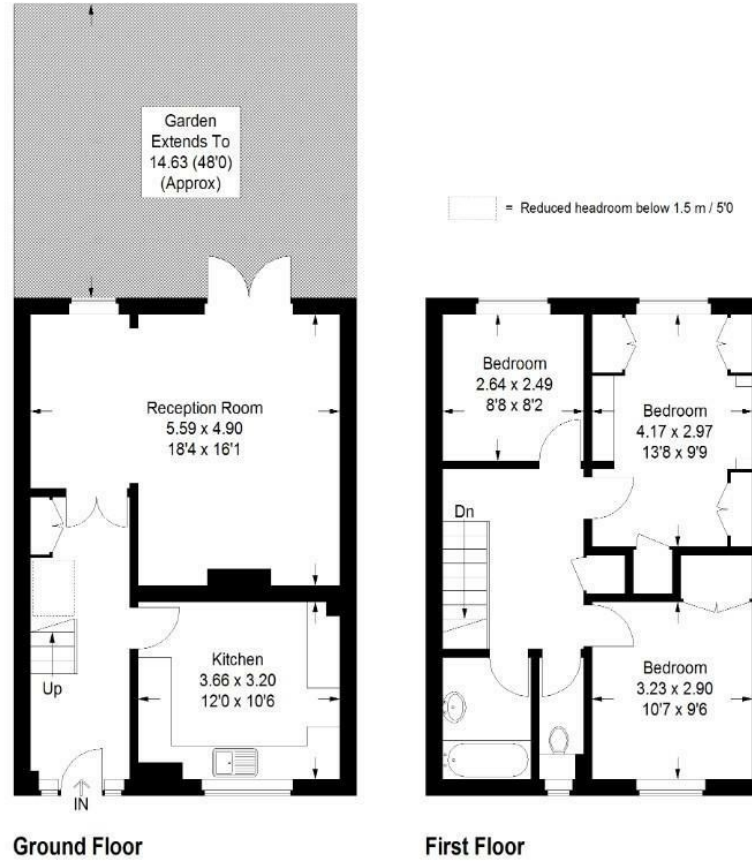 Garden
Extends To
14.63 (48'0)
(Approx)
= Reduced headroom below 1.5 m / 5'0
Reception Room
5.59 x 4.90
18'4 x 16'1
Kitchen
3.66 x 3.20
12'0 x 10'6
Up
IN
Ground Floor
Bedroom
2.64 x 2.49
8'8 x 8'2
Bedroom
4.17 x 2.97
13'8 x 9'9
Dn
Bedroom
3.23 x 2.90
10'7 x 9'6
First Floor